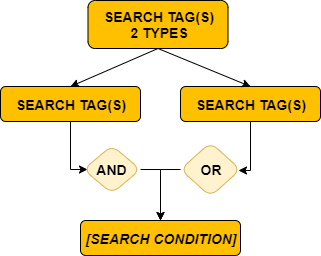 SEARCH TAG(S)
2 TYPES
SEARCH TAG(S)
SEARCH TAG(S)
AND
OR
[SEARCH CONDITION]